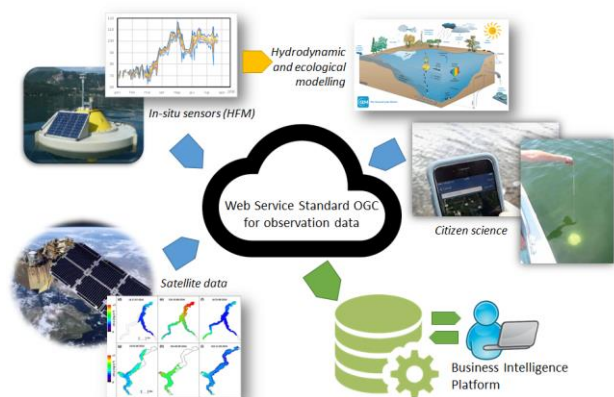 Hydrodynamic
and ecological
modelling
In-situ sensors (HFM)
Web Service Standard OGC
for observation data
Citizen science
Satellite data
Business Intelligence
Platform